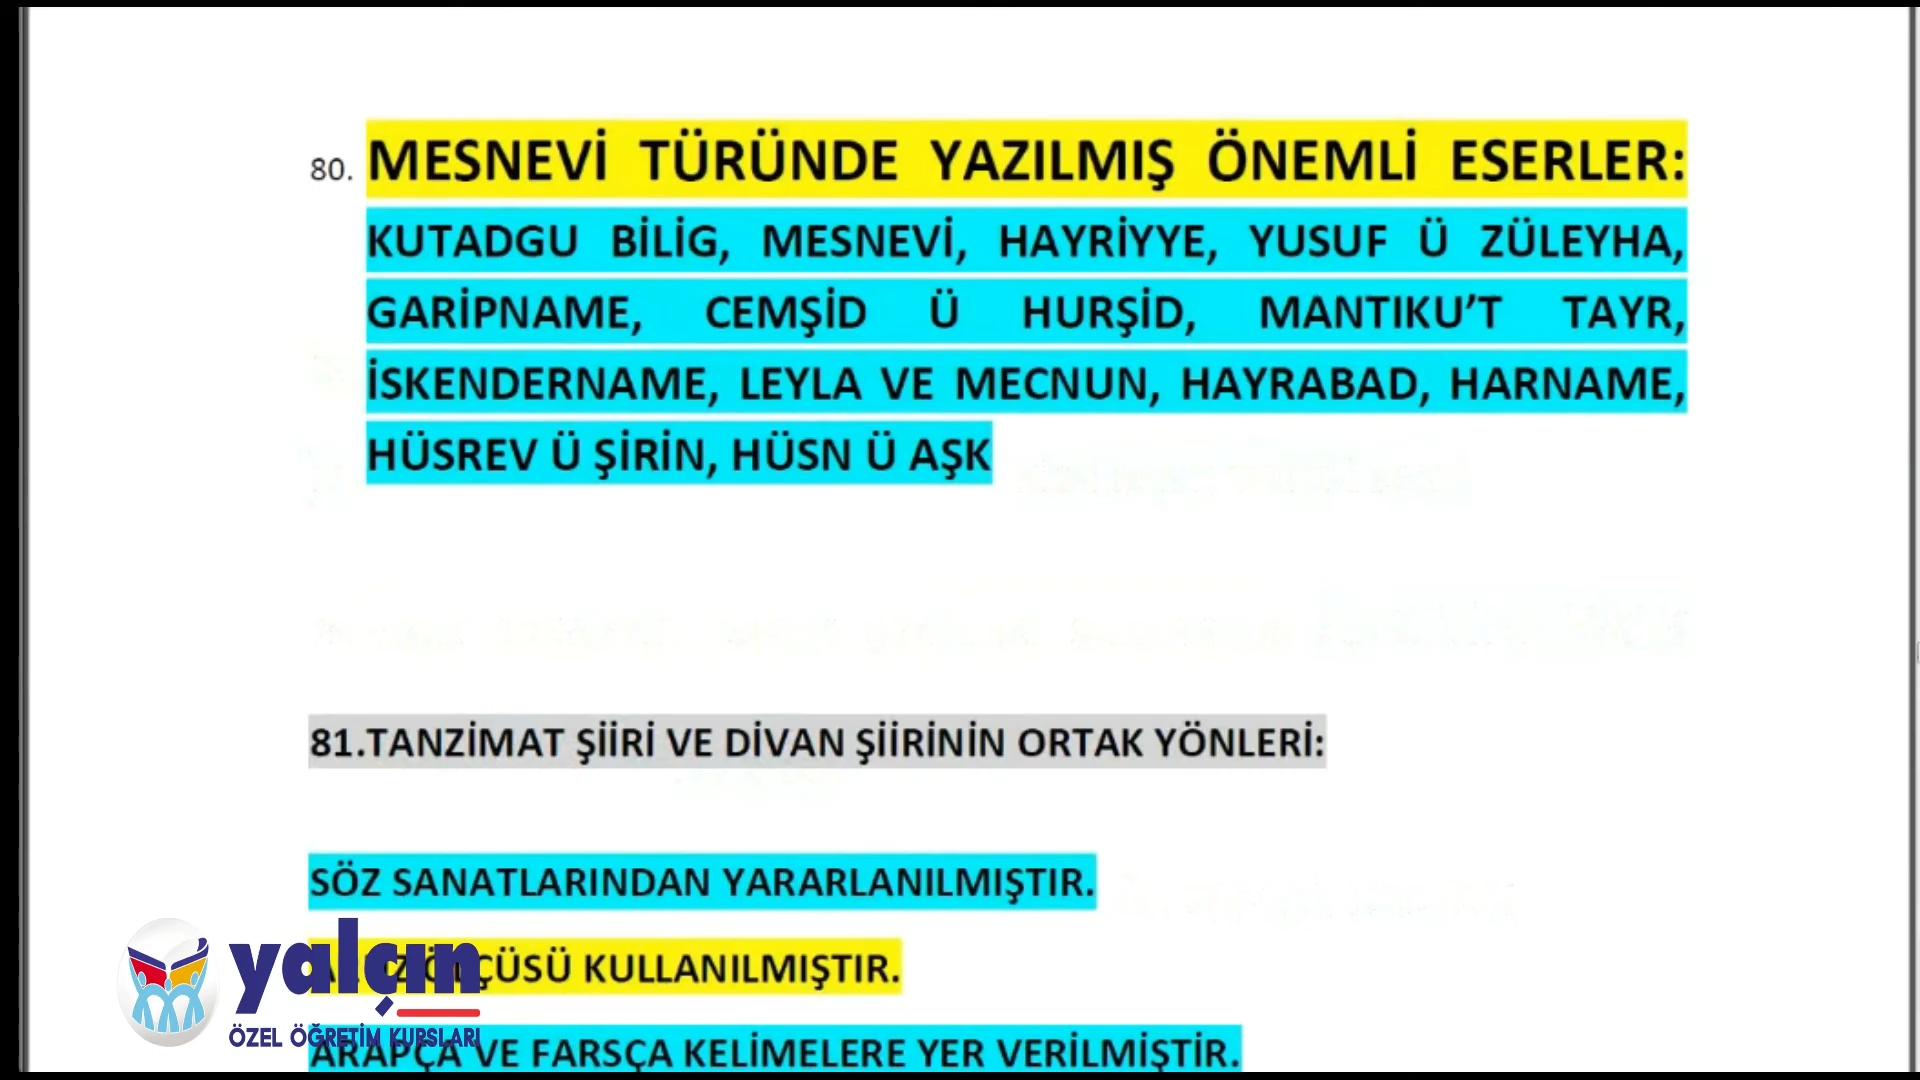 80. MESNEVİ TÜRÜNDE YAZILMIŞ ÖNEMLİ ESERLER:
KUTADGU BİLİG, MESNEVİ, HAYRİYYE, YUSUF Ü ZÜLEYHA,
GARİPNAME, CEMŞİD Ü HURŞİD, MANTIKU’T TAYR,
İSKENDERNAME, LEYLA VE MECNUN, HAYRABAD, HARNAME,
HÜSREV Ü ŞİRİN, HÜSN Ü AŞK
81.TANZİMAT ŞİİRİ VE DİVAN ŞİİRİNİN ORTAK YÖNLERİ:
SÖZ SANATLARINDAN YARARLANILMIŞTIR.
KULLANILMIŞTIR.
yalçın
ÖZEL ÖĞRETİM KURSLARI
ARAPÇA VE FARSÇA KELİMELERE YER VERİLMİŞTİR.